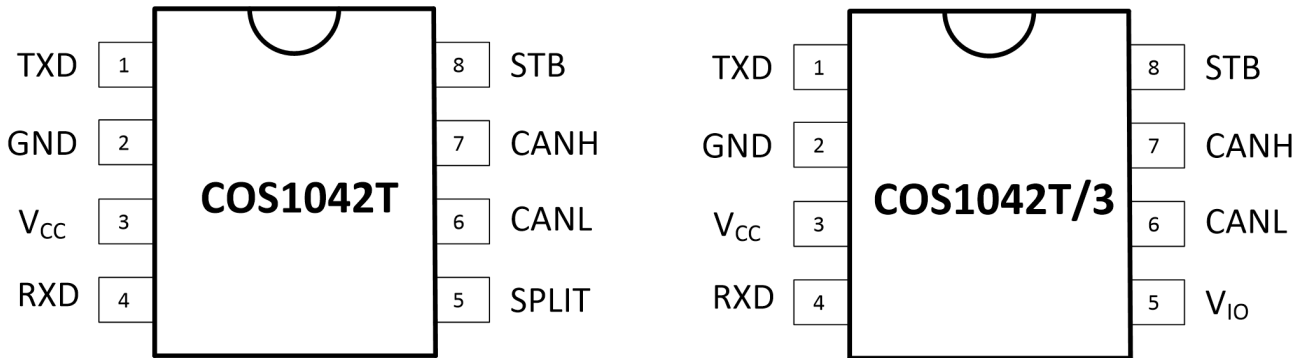 TXD 1 8 STB
GND 2 7 CANH
COS1042T
VCC 3 6 CANL
RXD 4 5 SPLIT
TXD 1 8 STB
GND 2 7 CANH
COS1042T/3
VCC 3 6 CANL
RXD 4 5 VIO